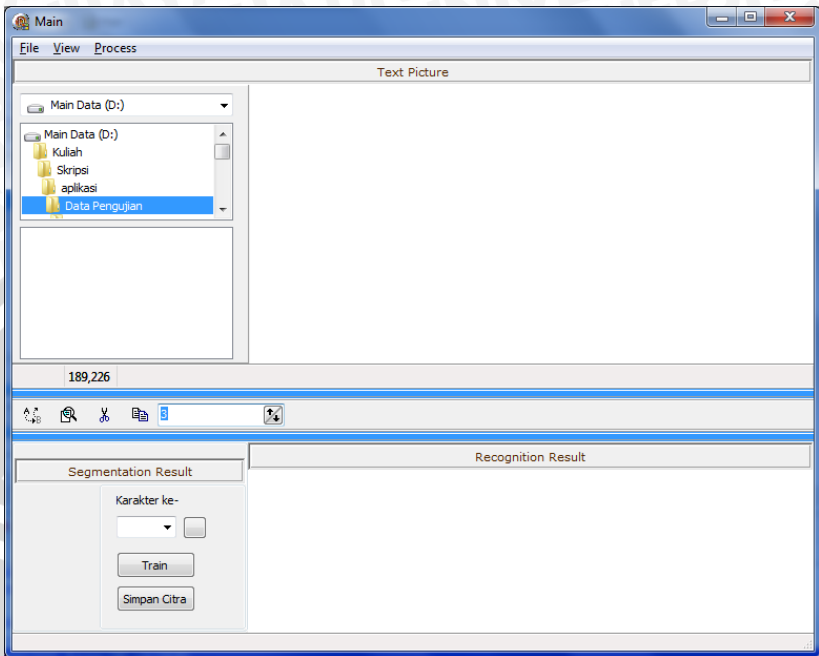 Main
File View Process
Text Picture
Main Data (D:)
Main Data (D:)
Kuliah
Skripsi
aplikasi
Data Pengujian
189,226
3
Recognition Result
Segmentation Result
Karakter ke-
Train
Simpan Citra